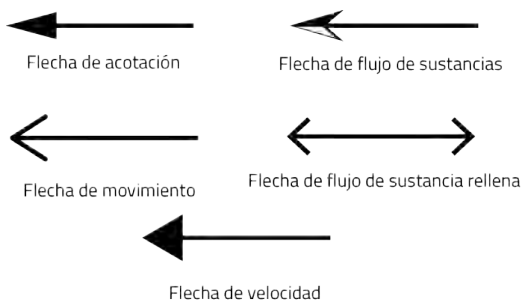 Flecha de acotación
Flecha de flujo de sustancias
Flecha de movimiento
Flecha de flujo de sustancia rellena
Flecha de velocidad